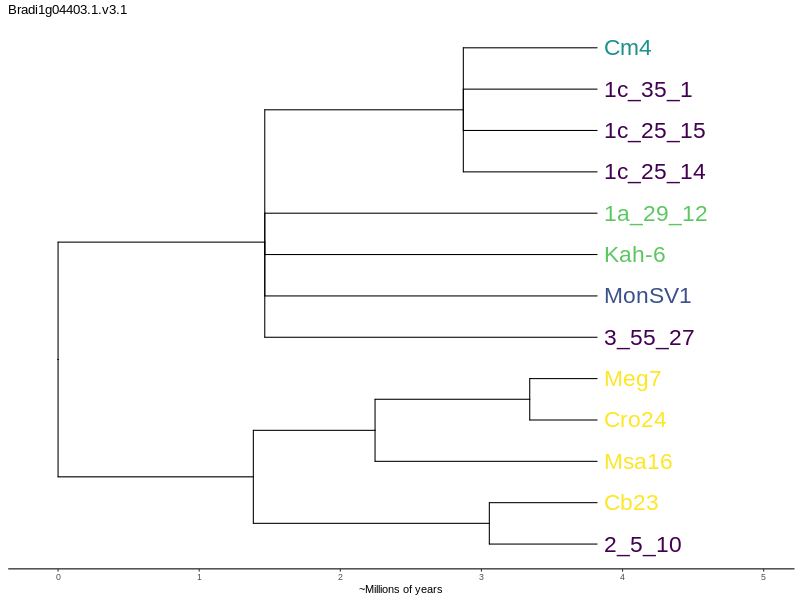 Bradi1g04403.1.v3.1
Cm4
1c_35_1
1c_25_15
1c_25_14
1a_29_12
Kah-6
MonSV1
3_55_27
Meg7
Cro24
Msa16
Cb23
2_5_10
0 1 2 3 4 5
~Millions of years